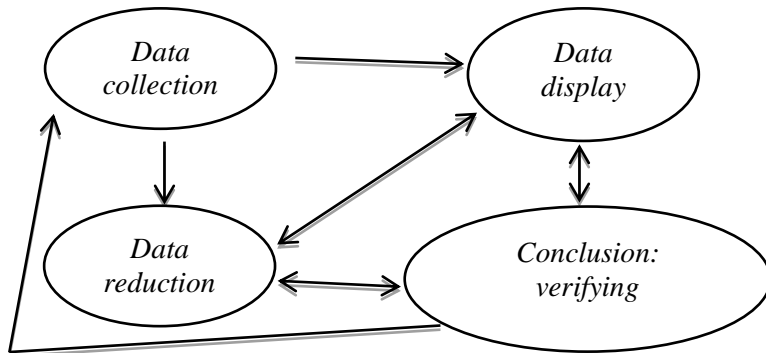 Data
collection
Data
display
Data
reduction
Conclusion:
verifying